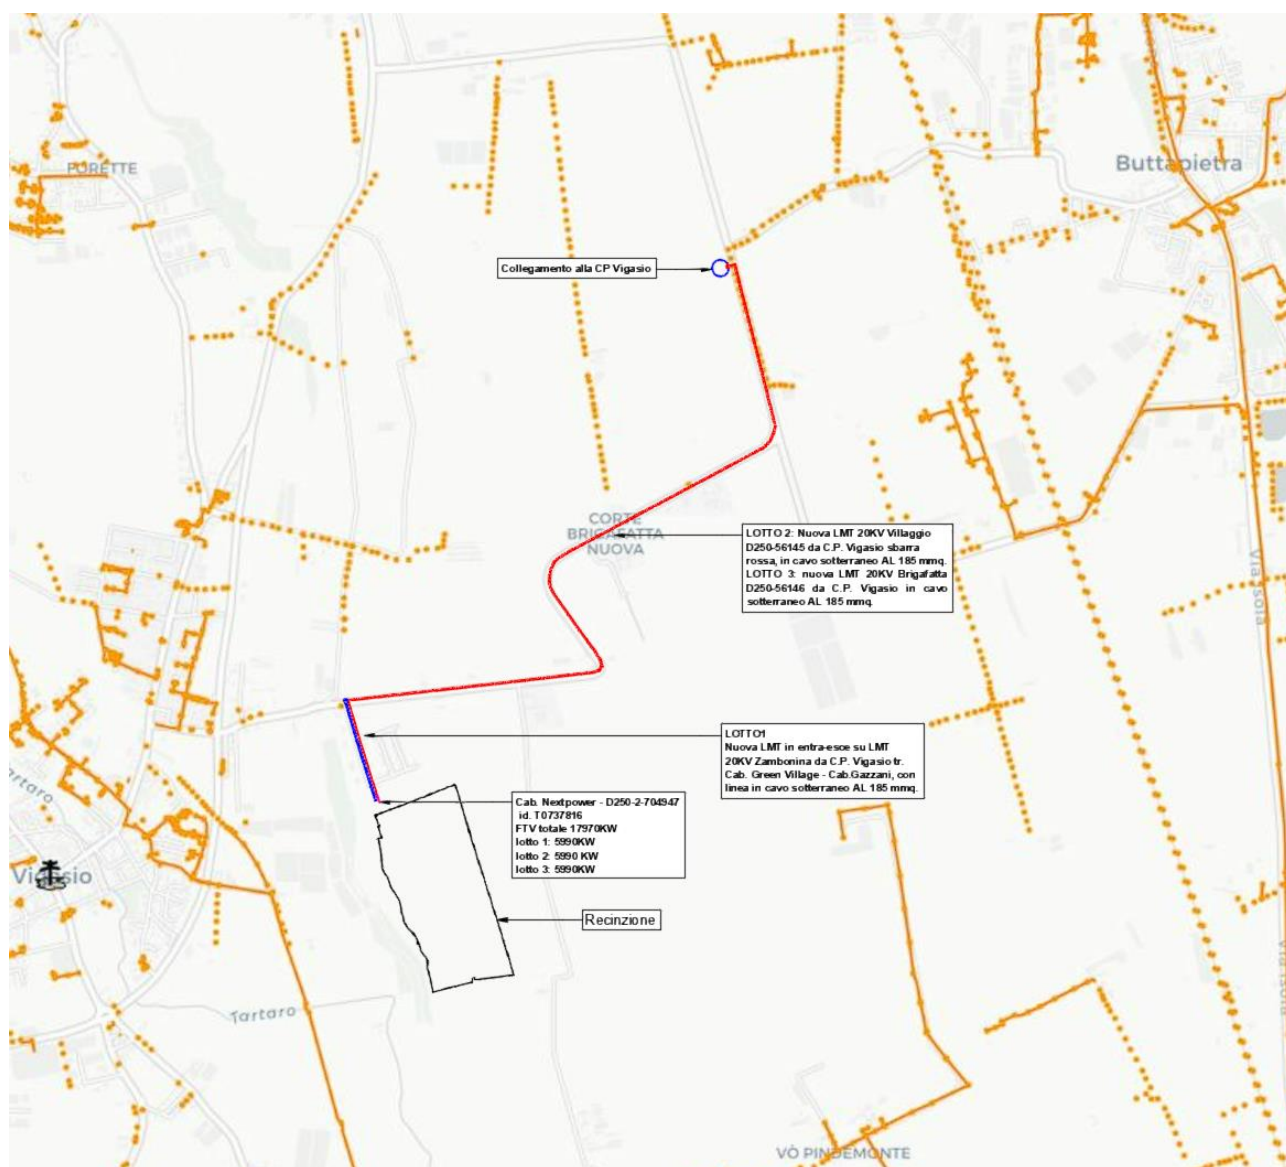 FORETTE
Buttapietra
Collegamento alla CP Vigasio
CORTE
BRIGAFATTA
NUOVA
LOTTO 2: Nuova LMT 20KV Villaggio
D250-56145 da C.P. Vigasio sbarra
rossa, in cavo sotterraneo AL 185 mmq.
LOTTO 3: nuova LMT 20KV Brigafatta
D250-56146 da C.P. Vigasio in cavo
sotterraneo AL 185 mmq.
Via Isola
LOTTO1
Nuova LMT in entra-esce su LMT
20KV Zambonina da C.P. Vigasio tr.
Cab. Green Village - Cab.Gazzani, con
linea in cavo sotterraneo AL 185 mmq.
Tartaro
Cab. Nextpower - D250-2-704947
id. T0737816
FTV totale 17970KW
lotto 1: 5990KW
lotto 2: 5990 KW
lotto 3: 5990KW
Vigasio
Recinzione
Via Isola
Tartaro
VÒ PINDEMONTE